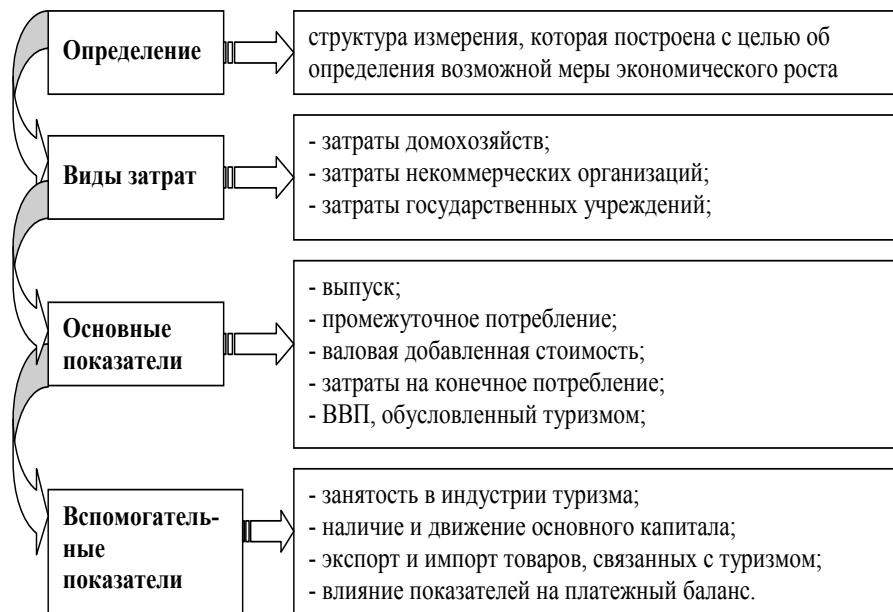 Определение
структура измерения, которая построена с целью об
определения возможной меры экономического роста
Виды затрат
- затраты домохозяйств;
- затраты некоммерческих организаций;
- затраты государственных учреждений;
Основные
показатели
- выпуск;
- промежуточное потребление;
- валовая добавленная стоимость;
- затраты на конечное потребление;
- ВВП, обусловленный туризмом;
Вспомогатель-
ные
показатели
- занятость в индустрии туризма;
- наличие и движение основного капитала;
- экспорт и импорт товаров, связанных с туризмом;
- влияние показателей на платежный баланс.